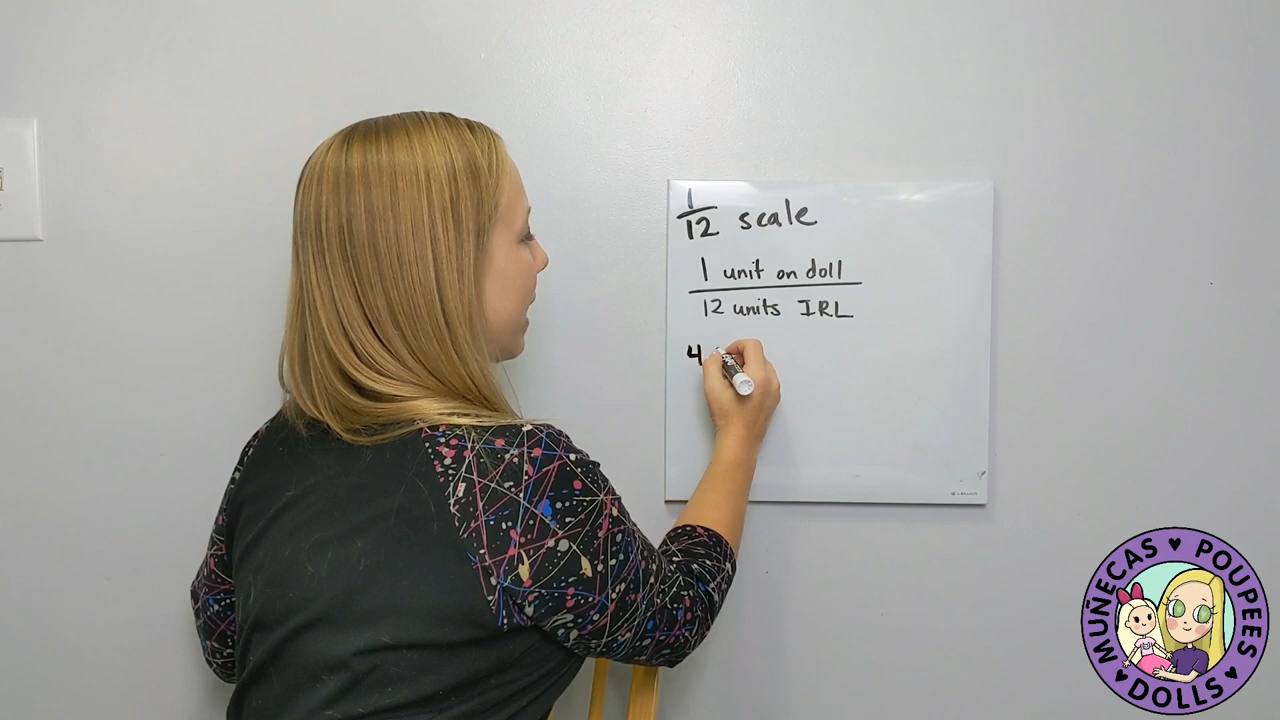 1
12 scale
1 unit on doll
12 units IRL
4
MUÑECAS ♥ POUPEES ♥ DOLLS ♥